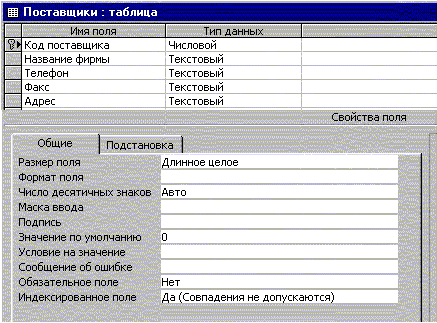 Поставщики : таблица
Имя поля Тип данных
Код поставщика Числовой
Название фирмы Текстовый
Телефон Текстовый
Факс Текстовый
Адрес Текстовый
Свойства поля
Общие Подстановка
Размер поля Длинное целое
Формат поля
Число десятичных знаков Авто
Маска ввода
Подпись
Значение по умолчанию 0
Условие на значение
Сообщение об ошибке
Обязательное поле Нет
Индексированное поле Да (Совпадения не допускаются)